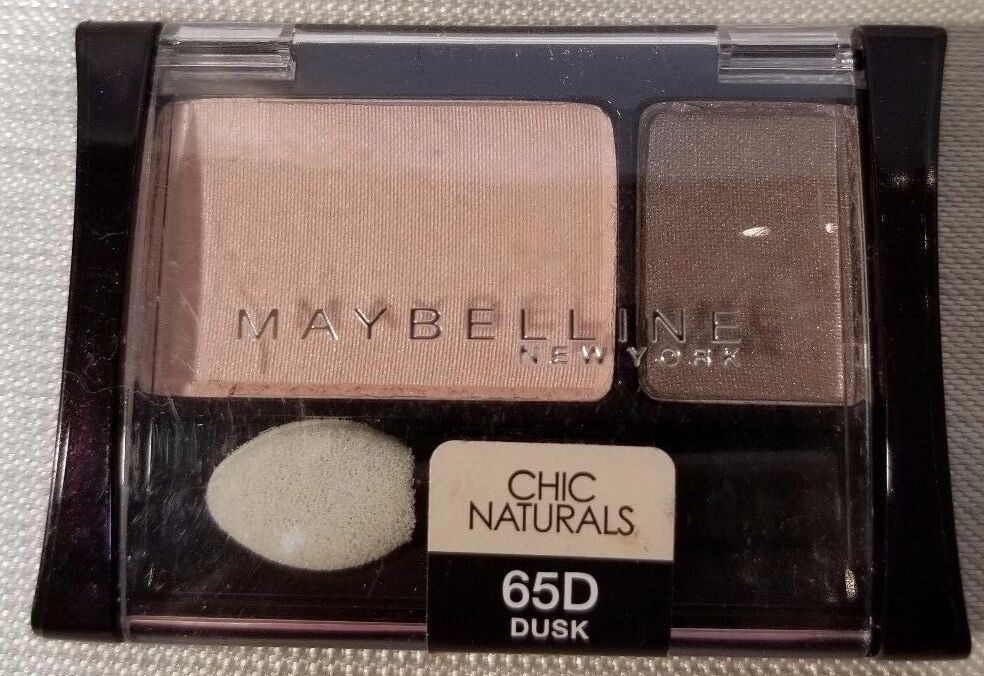 MAYBELLINE
NEW YORK
CHIC
NATURALS
65D
DUSK